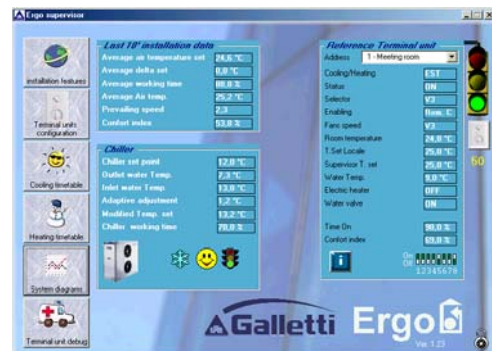 Ergo supervisor
installation features
Terminal units
configuration
Cooling timetable
Heating timetable
System diagrams
Terminal unit debug
Last 10' installation data
Average air temperature set 24,6 °C
Average delta set 0,0 °C
Average working time 80,0 %
Average Air temp. 25,2 °C
Prevailing speed 2,3
Confort index 53,0 %
Chiller
Chiller set point 12,0 °C
Outlet water Temp. 7,3 °C
Inlet water Temp. 13,0 °C
Adaptive adjustment 1,2 °C
Modified Temp. set 13,2 °C
Chiller working time 70,0 %
Reference Terminal unit
Address 1 - Meeting room
Cooling/Heating EST
Status ON
Selector V3
Enabling Rem. C
Fans speed V3
Room temperature 24,0 °C
T.Set Locale 25,0 °C
Supervisor T. set 25,0 °C
Water Temp. 9,0 °C
Electric heater OFF
Water valve ON
Time On 90,0 %
Confort index 69,0 %
i
On
Off
12345678
60
Galletti Ergo
Ver. 1.23